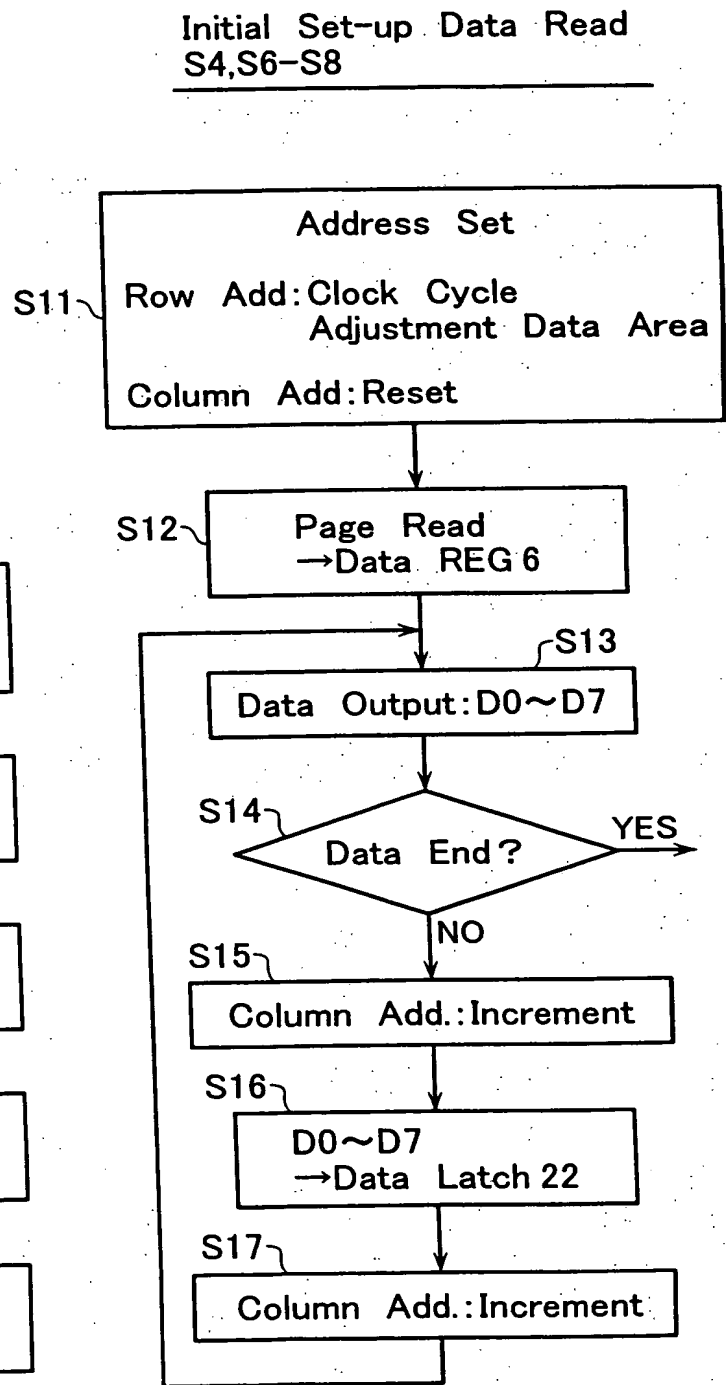 Initial Set-up Data Read
S4,S6-S8
Address Set
S11
Row Add:Clock Cycle
Adjustment Data Area
Column Add:Reset
S12
Page Read
→Data REG 6
S13
Data Output:D0～D7
S14
Data End?
YES
NO
S15
Column Add.:Increment
S16
D0～D7
→Data Latch 22
S17
Column Add.:Increment